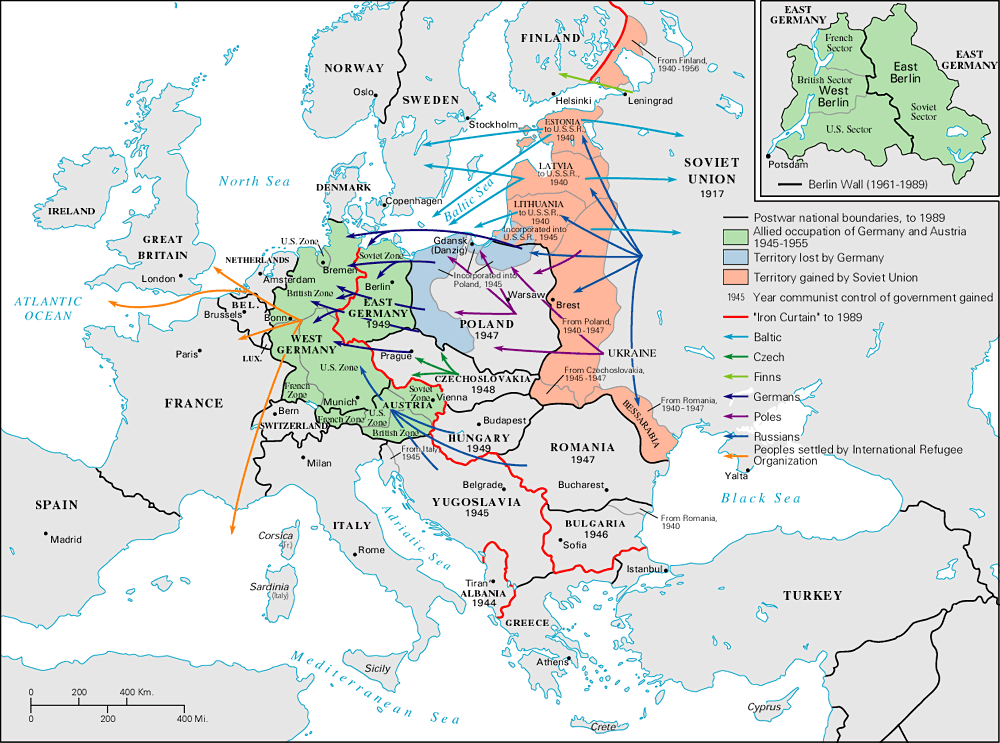 EAST
GERMANY
French
Sector
EAST
GERMANY
British Sector
West
Berlin
East
Berlin
Soviet
Sector
U.S. Sector
Potsdam
Berlin Wall (1961-1989)
Postwar national boundaries, to 1989
Allied occupation of Germany and Austria
1945-1955
Territory lost by Germany
Territory gained by Soviet Union
1945 Year communist control of government gained
"Iron Curtain" to 1989
Baltic
Czech
Finns
Germans
Poles
Russians
Peoples settled by International Refugee
Organization
FINLAND
From Finland,
1940-1956
NORWAY
Oslo
SWEDEN
Helsinki
Leningrad
Stockholm
ESTONIA
to U.S.S.R.,
1940
LATVIA
to U.S.S.R.,
1940
SOVIET
UNION
1917
North Sea
DENMARK
Copenhagen
Baltic Sea
LITHUANIA
to U.S.S.R.,
1940
Incorporated into
U.S.S.R., 1945
IRELAND
GREAT
BRITAIN
London
U.S. Zone
NETHERLANDS
Amsterdam
Bremen
Soviet Zone
Gdansk
(Danzig)
Incorporated into
Poland, 1945
Berlin
British Zone
Warsaw
Brest
ATLANTIC
OCEAN
BEL.
Brussels
Bonn
EAST
GERMANY
1949
POLAND
1947
From Poland,
1940-1947
WEST
GERMANY
LUX.
Paris
Prague
UKRAINE
U.S. Zone
From Czechoslovakia,
1945-1947
CZECHOSLOVAKIA
1948
French
Zone
Soviet
Zone
Vienna
FRANCE
Munich
AUSTRIA
U.S.
Zone
From Romania,
1940-1947
BESSARABIA
Bern
French Zone
British Zone
SWITZERLAND
Budapest
HUNGARY
1949
ROMANIA
1947
Milan
From Italy,
1945
Yalta
Belgrade
Bucharest
Black Sea
SPAIN
Madrid
YUGOSLAVIA
1945
From Romania,
1940
BULGARIA
1946
Sofia
ITALY
Rome
Adriatic Sea
Corsica
(Fr.)
Istanbul
Sardinia
(Italy)
Tiran
ALBANIA
1944
TURKEY
GREECE
Athens
Sicily
Mediterranean Sea
Cyprus
Crete
0 200 400 Km.
0 200 400 Mi.